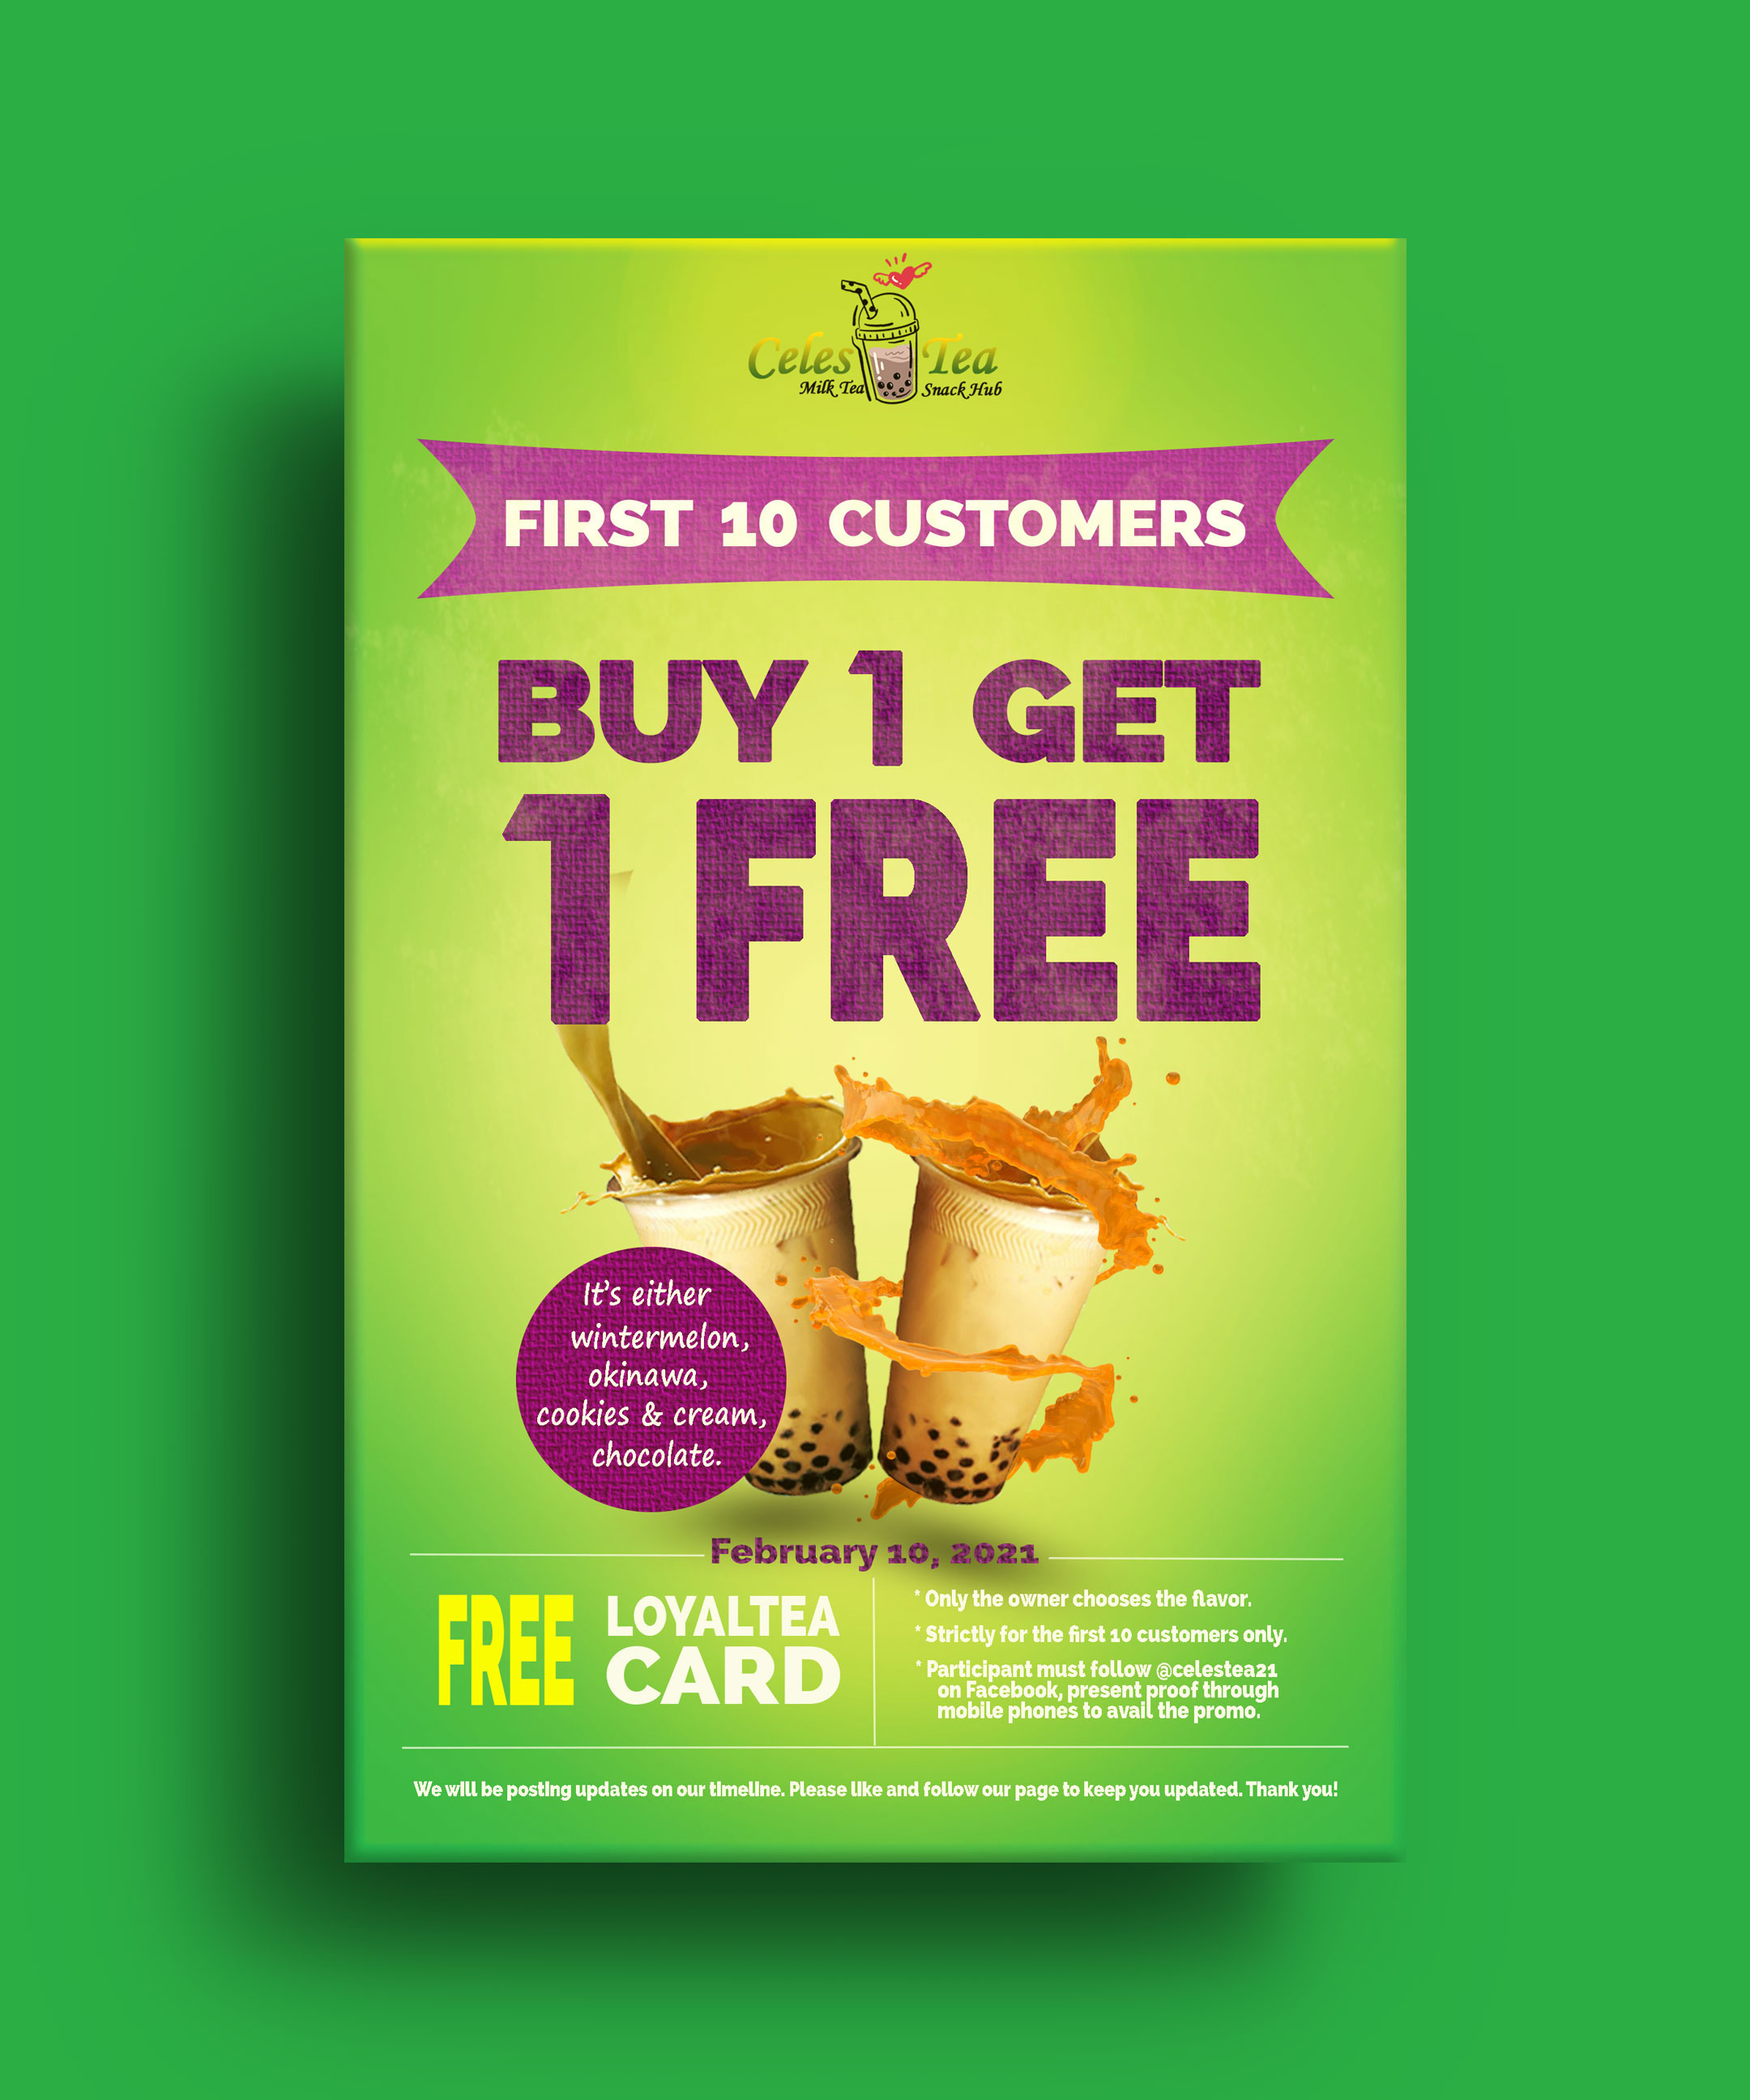 Celes Tea
Milk Tea Snack Hub
FIRST 10 CUSTOMERS
BUY 1 GET
1 FREE
It's either
wintermelon,
okinawa,
cookies & cream,
chocolate.
February 10, 2021
FREE LOYALTEA
CARD
* Only the owner chooses the flavor.
* Strictly for the first 10 customers only.
* Participant must follow @celestea21
on Facebook, present proof through
mobile phones to avail the promo.
We will be posting updates on our timeline. Please like and follow our page to keep you updated. Thank you!